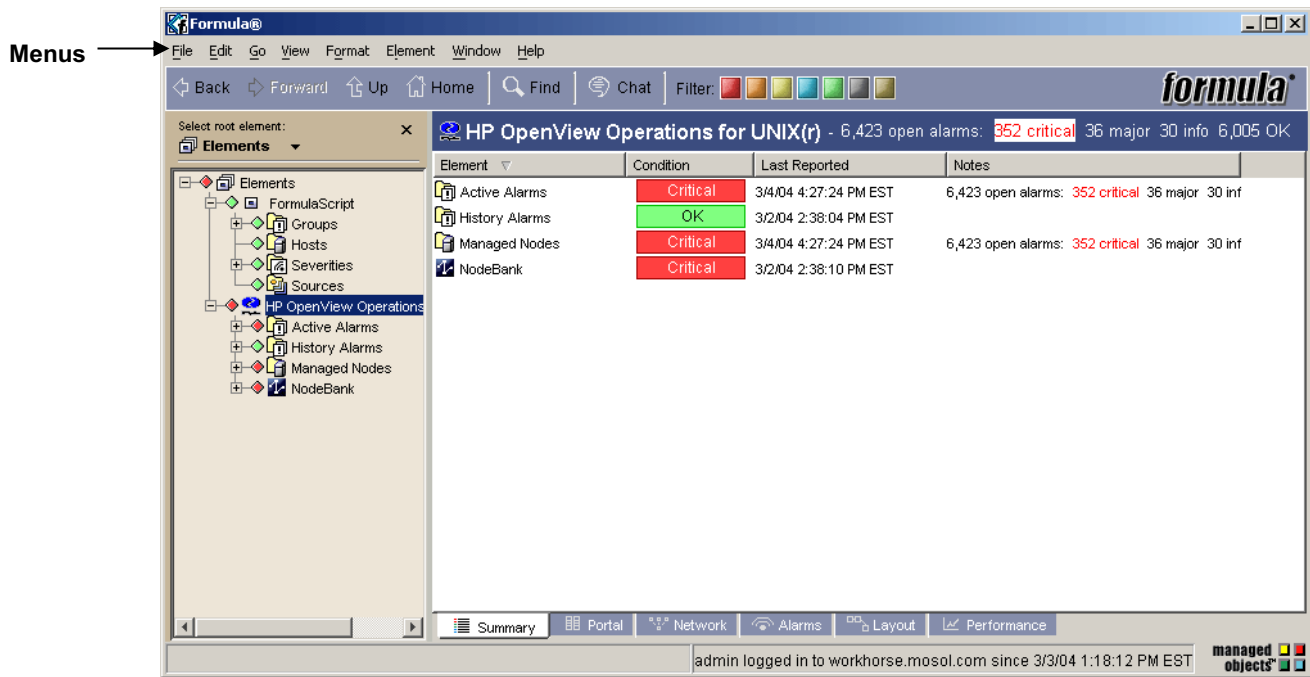 Formula®
Menus
File Edit Go View Format Element Window Help
Back Forward Up Home Find Chat Filter: formula
Select root element:
Elements
HP OpenView Operations for UNIX(r) - 6,423 open alarms: 352 critical 36 major 30 info 6,005 OK
Element Condition Last Reported Notes
Active Alarms Critical 3/4/04 4:27:24 PM EST 6,423 open alarms: 352 critical 36 major 30 inf
History Alarms OK 3/2/04 2:38:04 PM EST
Managed Nodes Critical 3/4/04 4:27:24 PM EST 6,423 open alarms: 352 critical 36 major 30 inf
NodeBank Critical 3/2/04 2:38:10 PM EST
Elements
FormulaScript
Groups
Hosts
Severities
Sources
HP OpenView Operations
Active Alarms
History Alarms
Managed Nodes
NodeBank
Summary Portal Network Alarms Layout Performance
admin logged in to workhorse.mosol.com since 3/3/04 1:18:12 PM EST
managed
objects™